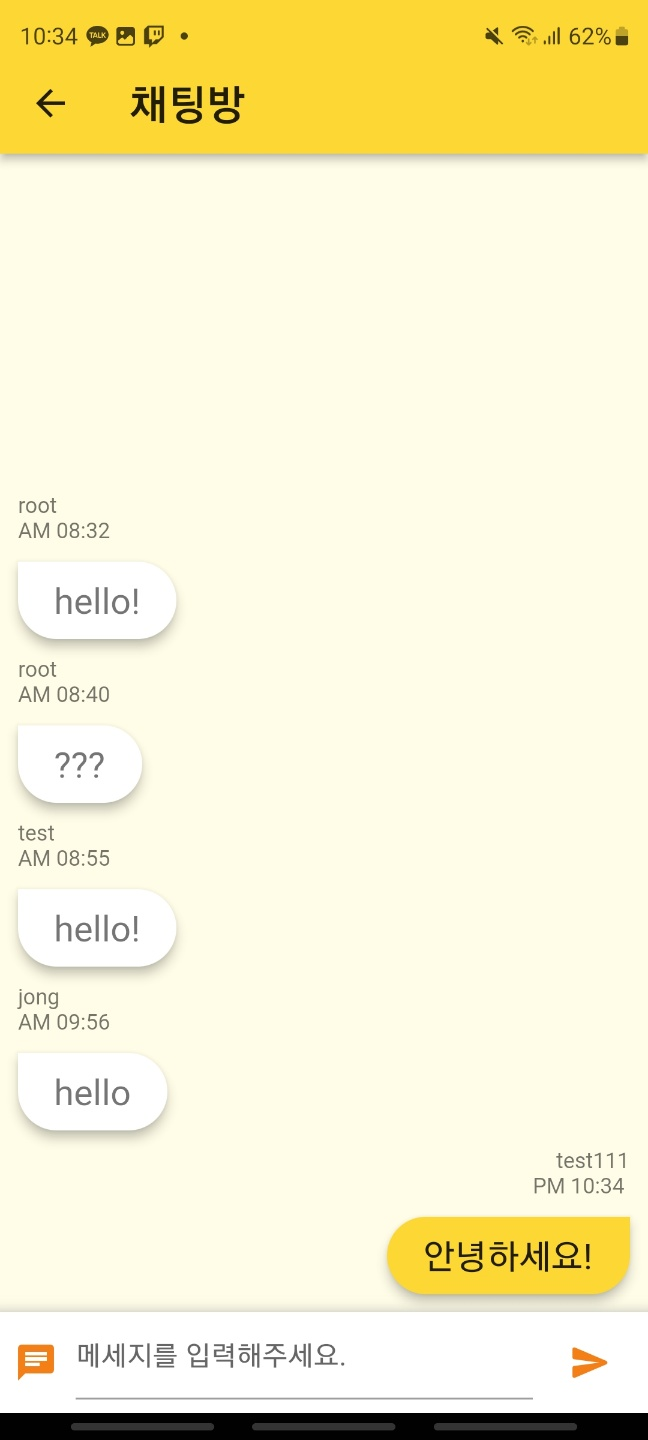 10:34 TALK 62%
채팅방
root
AM 08:32
hello!
root
AM 08:40
???
test
AM 08:55
hello!
jong
AM 09:56
hello
test111
PM 10:34
안녕하세요!
메세지를 입력해주세요.